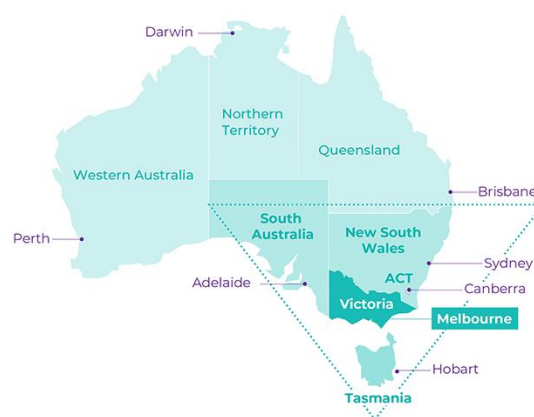 Darwin
Northern
Territory
Queensland
Western Australia
Brisbane
South
Australia
New South
Wales
Perth
Sydney
ACT
Adelaide
Canberra
Victoria
Melbourne
Hobart
Tasmania